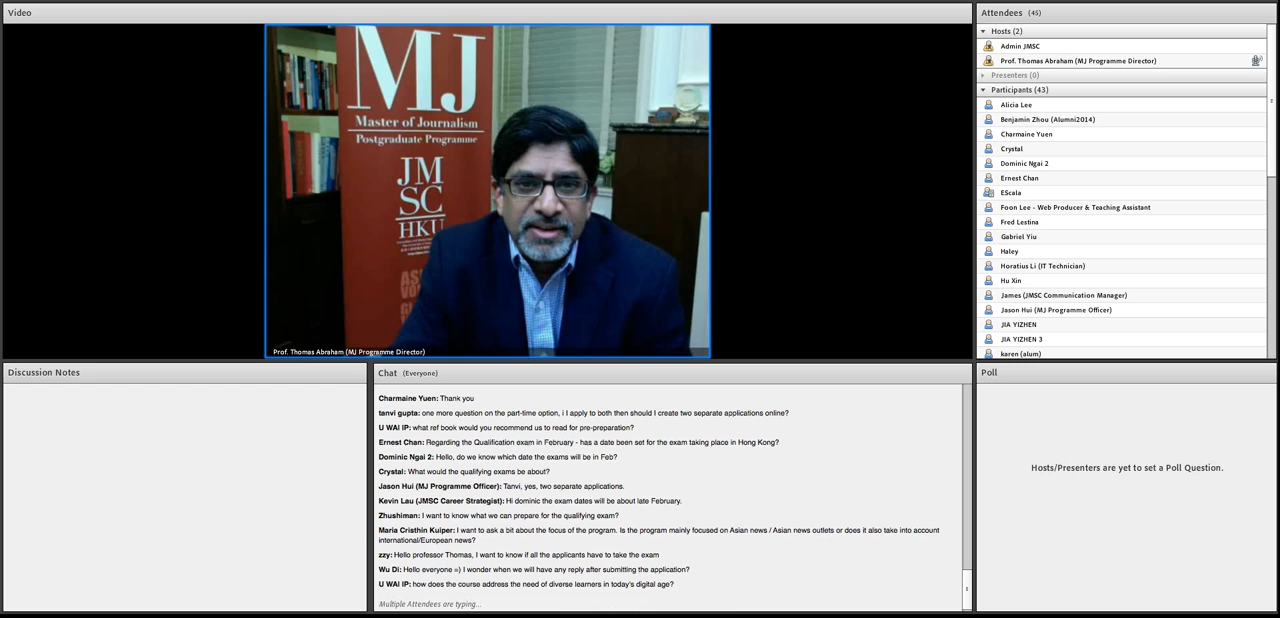 Video
MJ
Master of Journalism
Postgraduate Programme
JM
SC
HKU
Prof. Thomas Abraham (MJ Programme Director)
Attendees (45)
Hosts (2)
Admin JMSC
Prof. Thomas Abraham (MJ Programme Director)
Presenters (0)
Participants (43)
Alicia Lee
Benjamin Zhou (Alumni2014)
Charmaine Yuen
Crystal
Dominic Ngai 2
Ernest Chan
EScala
Foon Lee - Web Producer & Teaching Assistant
Fred Lestina
Gabriel Yiu
Haley
Horatius Li (IT Technician)
Hu Xin
James (JMSC Communication Manager)
Jason Hui (MJ Programme Officer)
JIA YIZHEN
JIA YIZHEN 3
karen (alum)
Discussion Notes
Chat (Everyone)
Charmaine Yuen: Thank you
tanvi gupta: one more question on the part-time option, i I apply to both then should I create two separate applications online?
U WAI IP: what ref book would you recommend us to read for pre-preparation?
Ernest Chan: Regarding the Qualification exam in February - has a date been set for the exam taking place in Hong Kong?
Dominic Ngai 2: Hello, do we know which date the exams will be in Feb?
Crystal: What would the qualifying exams be about?
Jason Hui (MJ Programme Officer): Tanvi, yes, two separate applications.
Kevin Lau (JMSC Career Strategist): Hi dominic the exam dates will be about late February.
Zhushiman: I want to know what we can prepare for the qualifying exam?
Maria Cristhin Kuiper: I want to ask a bit about the focus of the program. Is the program mainly focused on Asian news / Asian news outlets or does it also take into account
international/European news?
zzy: Hello professor Thomas, I want to know if all the applicants have to take the exam
Wu Di: Hello everyone =) I wonder when we will have any reply after submitting the application?
U WAI IP: how does the course address the need of diverse learners in today's digital age?
Multiple Attendees are typing...
Poll
Hosts/Presenters are yet to set a Poll Question.